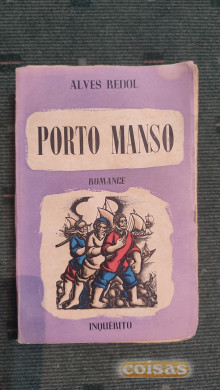 ALVES REDOL
PORTO MANSO
ROMANCE
INQUÉRITO
coisas